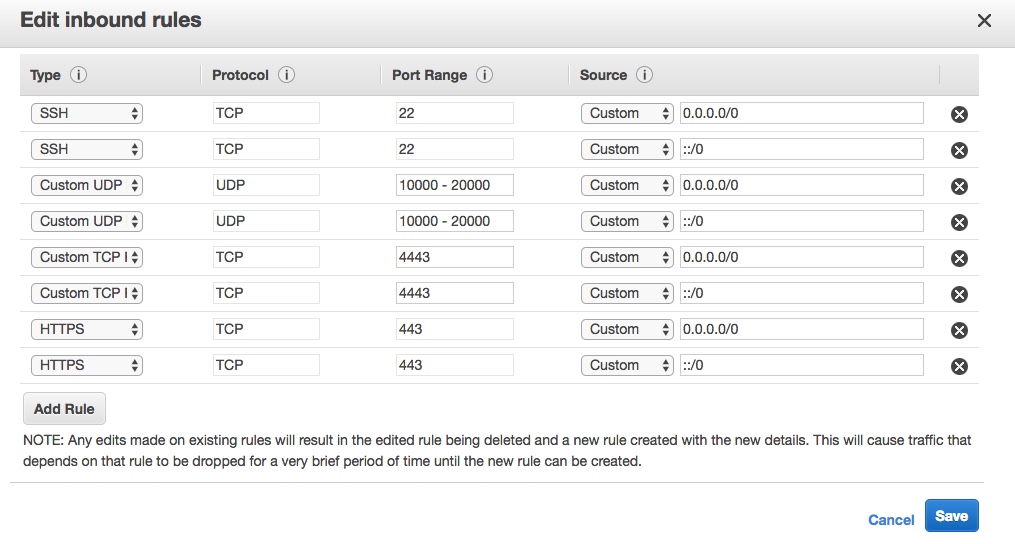 Edit inbound rules
Type Protocol Port Range Source
SSH TCP 22 Custom 0.0.0.0/0
SSH TCP 22 Custom ::/0
Custom UDP UDP 10000 - 20000 Custom 0.0.0.0/0
Custom UDP UDP 10000 - 20000 Custom ::/0
Custom TCP I TCP 4443 Custom 0.0.0.0/0
Custom TCP I TCP 4443 Custom ::/0
HTTPS TCP 443 Custom 0.0.0.0/0
HTTPS TCP 443 Custom ::/0
Add Rule
NOTE: Any edits made on existing rules will result in the edited rule being deleted and a new rule created with the new details. This will cause traffic that
depends on that rule to be dropped for a very brief period of time until the new rule can be created.
Cancel Save